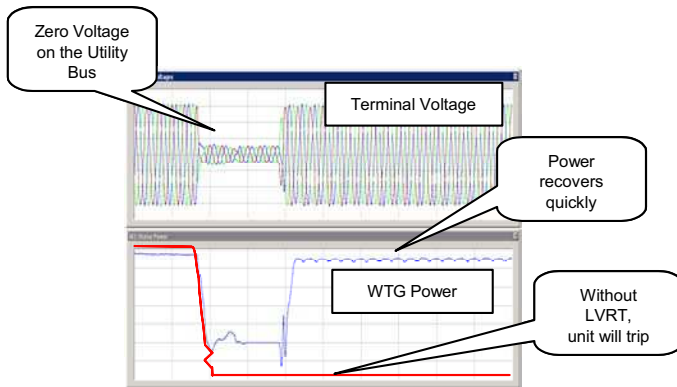 Zero Voltage
on the Utility
Bus
Terminal Voltage
Power
recovers
quickly
WTG Power
Without
LVRT,
unit will trip